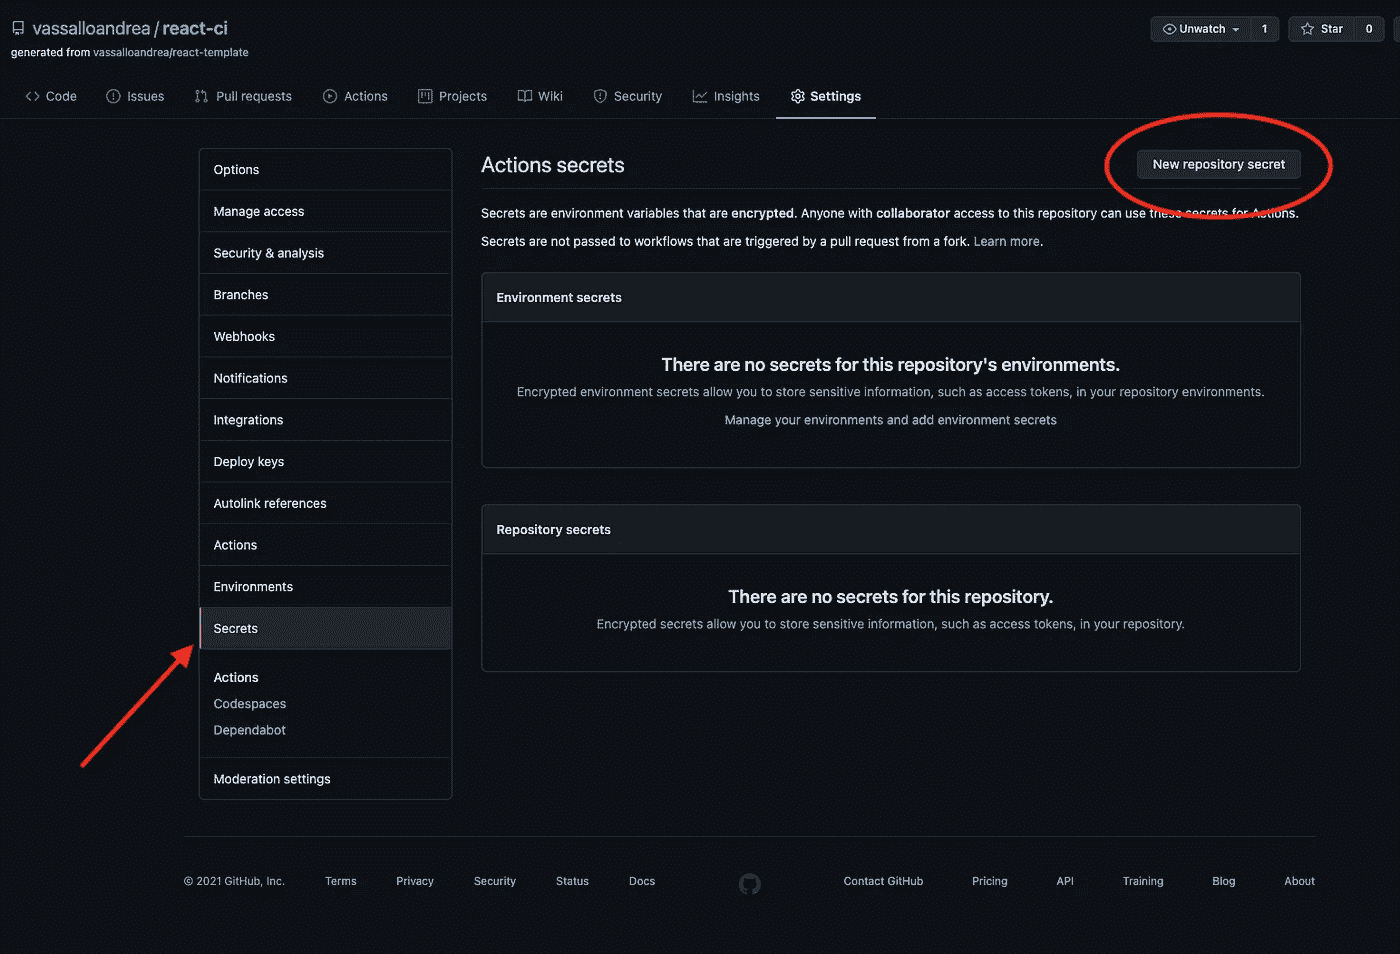 vassalloandrea / react-ci
Unwatch 1 Star 0
generated from vassalloandrea/react-template
Code Issues Pull requests Actions Projects Wiki Security Insights Settings
Options
Manage access
Security & analysis
Branches
Webhooks
Notifications
Integrations
Deploy keys
Autolink references
Actions
Environments
Secrets
Actions
Codespaces
Dependabot
Moderation settings
Actions secrets
New repository secret
Secrets are environment variables that are encrypted. Anyone with collaborator access to this repository can use these secrets for Actions.
Secrets are not passed to workflows that are triggered by a pull request from a fork. Learn more.
Environment secrets
There are no secrets for this repository's environments.
Encrypted environment secrets allow you to store sensitive information, such as access tokens, in your repository environments.
Manage your environments and add environment secrets
Repository secrets
There are no secrets for this repository.
Encrypted secrets allow you to store sensitive information, such as access tokens, in your repository.
© 2021 GitHub, Inc. Terms Privacy Security Status Docs Contact GitHub Pricing API Training Blog About